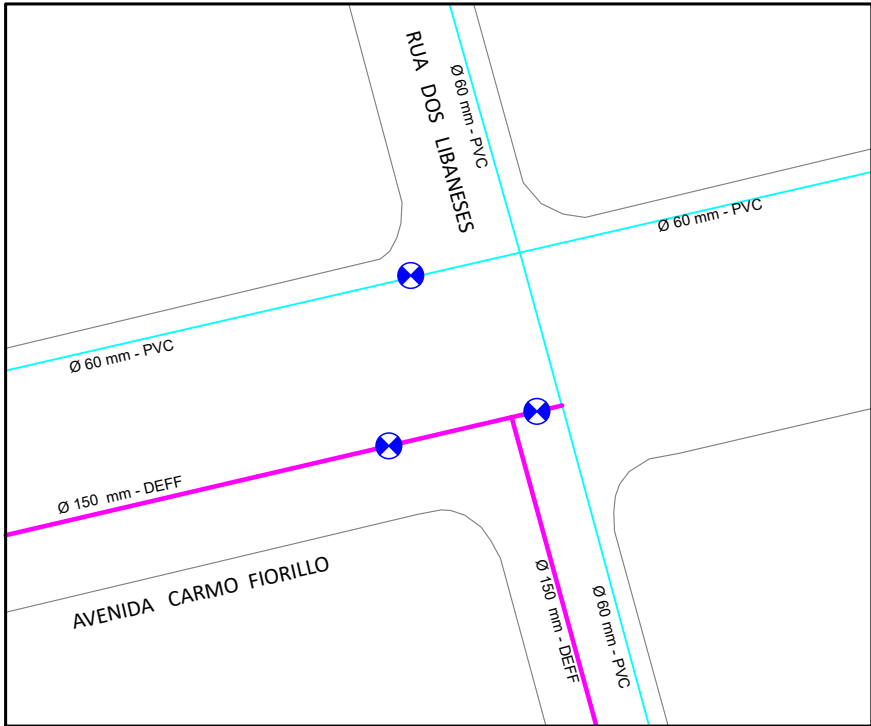 RUA DOS LIBANESES
Ø 60 mm - PVC
Ø 60 mm - PVC
Ø 60 mm - PVC
Ø 150 mm - DEFF
AVENIDA CARMO FIORILLO
Ø 150 mm - DEFF
Ø 60 mm - PVC